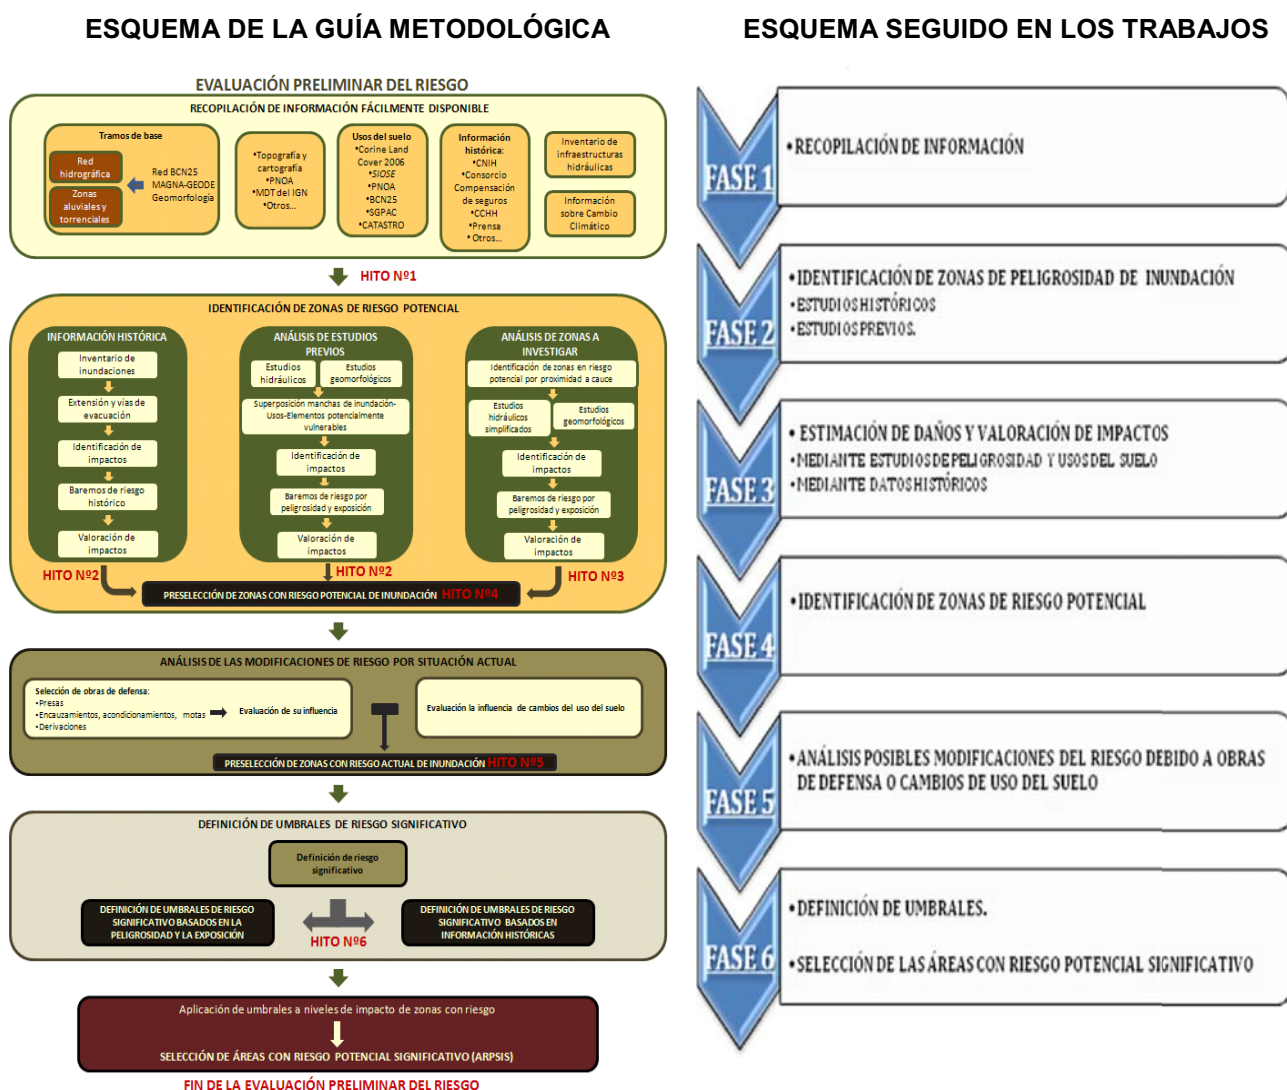 ESQUEMA DE LA GUÍA METODOLÓGICA
EVALUACIÓN PRELIMINAR DEL RIESGO
RECOPILACIÓN DE INFORMACIÓN FÁCILMENTE DISPONIBLE
Tramos de base
Red
hidrográfica
Zonas
aluviales y
torrenciales
Red BCN25
MAGNA-GEODE
Geomorfología
•Topografía y
cartografía
•PNOA
•MDT del IGN
•Otros...
Usos del suelo
•Corine Land
Cover 2006
•SIOSE
•PNOA
•BCN25
•SGPAC
•CATASTRO
Información
histórica:
•CNIH
•Consorcio
Compensación
de seguros
•CCHH
•Prensa
•Otros...
Inventario de
infraestructuras
hidráulicas
Información
sobre Cambio
Climático
HITO Nº1
IDENTIFICACIÓN DE ZONAS DE RIESGO POTENCIAL
INFORMACIÓN HISTÓRICA
Inventario de
inundaciones
Extensión y vías de
evacuación
Identificación de
impactos
Baremos de riesgo
histórico
Valoración de
impactos
ANÁLISIS DE ESTUDIOS
PREVIOS
Estudios
hidráulicos
Estudios
geomorfológicos
Superposición manchas de inundación-
Usos-Elementos potencialmente
vulnerables
Identificación de
impactos
Baremos de riesgo por
peligrosidad y exposición
Valoración de
impactos
ANÁLISIS DE ZONAS A
INVESTIGAR
Identificación de zonas en riesgo
potencial por proximidad a cauce
Estudios
hidráulicos
simplificados
Estudios
geomorfológicos
Identificación de
impactos
Baremos de riesgo por
peligrosidad y exposición
Valoración de
impactos
HITO Nº2
HITO Nº2
HITO Nº3
PRESELECCIÓN DE ZONAS CON RIESGO POTENCIAL DE INUNDACIÓN HITO Nº4
ANÁLISIS DE LAS MODIFICACIONES DE RIESGO POR SITUACIÓN ACTUAL
Selección de obras de defensa:
•Presas
•Encauzamientos, acondicionamientos, motas
•Derivaciones
Evaluación de su influencia
Evaluación la influencia de cambios del uso del suelo
PRESELECCIÓN DE ZONAS CON RIESGO ACTUAL DE INUNDACIÓN HITO Nº5
DEFINICIÓN DE UMBRALES DE RIESGO SIGNIFICATIVO
Definición de riesgo
significativo
DEFINICIÓN DE UMBRALES DE RIESGO
SIGNIFICATIVO BASADOS EN LA
PELIGROSIDAD Y LA EXPOSICIÓN
HITO Nº6
DEFINICIÓN DE UMBRALES DE RIESGO
SIGNIFICATIVO BASADOS EN
INFORMACIÓN HISTÓRICAS
Aplicación de umbrales a niveles de impacto de zonas con riesgo
SELECCIÓN DE ÁREAS CON RIESGO POTENCIAL SIGNIFICATIVO (ARPSIS)
FIN DE LA EVALUACIÓN PRELIMINAR DEL RIESGO
ESQUEMA SEGUIDO EN LOS TRABAJOS
FASE 1
•RECOPILACIÓN DE INFORMACIÓN
FASE 2
•IDENTIFICACIÓN DE ZONAS DE PELIGROSIDAD DE INUNDACIÓN
•ESTUDIOS HISTÓRICOS
•ESTUDIOS PREVIOS.
FASE 3
•ESTIMACIÓN DE DAÑOS Y VALORACIÓN DE IMPACTOS
•MEDIANTE ESTUDIOS DE PELIGROSIDAD Y USOS DEL SUELO
•MEDIANTE DATOS HISTÓRICOS
FASE 4
•IDENTIFICACIÓN DE ZONAS DE RIESGO POTENCIAL
FASE 5
•ANÁLISIS POSIBLES MODIFICACIONES DEL RIESGO DEBIDO A OBRAS
DE DEFENSA O CAMBIOS DE USO DEL SUELO
FASE 6
•DEFINICIÓN DE UMBRALES.
•SELECCIÓN DE LAS ÁREAS CON RIESGO POTENCIAL SIGNIFICATIVO